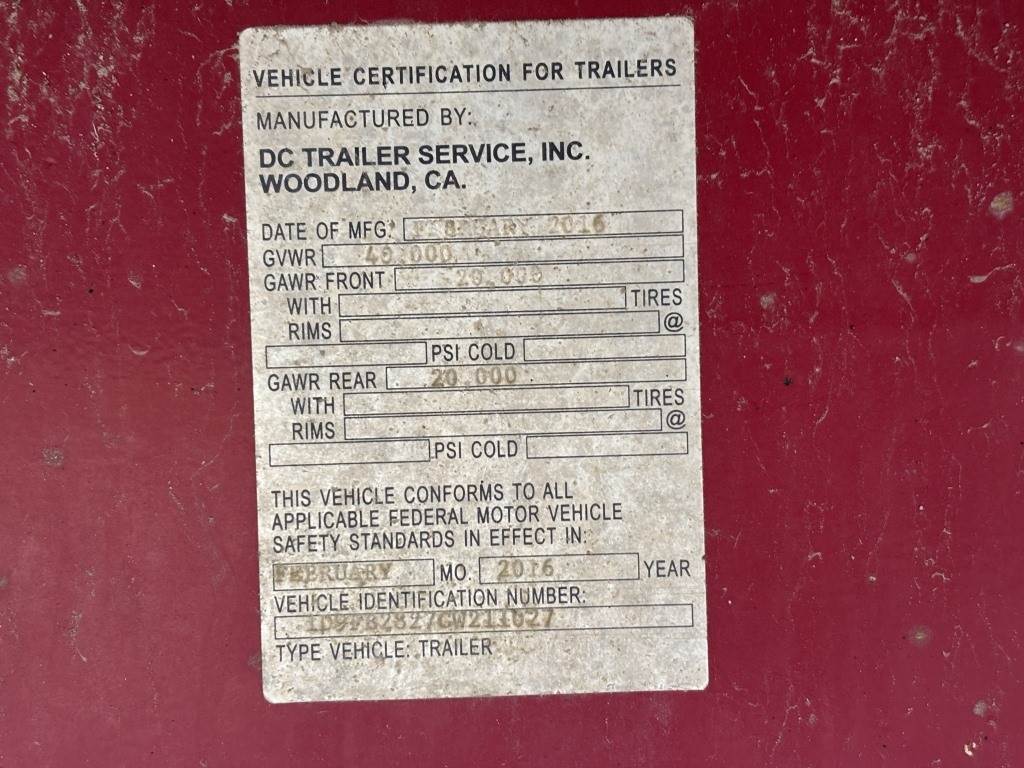 VEHICLE CERTIFICATION FOR TRAILERS
MANUFACTURED BY:
DC TRAILER SERVICE, INC.
WOODLAND, CA.
DATE OF MFG: FEBRUARY 2016
GVWR 40,000
GAWR FRONT 20,000
WITH TIRES
RIMS @
PSI COLD
GAWR REAR 20,000
WITH TIRES
RIMS @
PSI COLD
THIS VEHICLE CONFORMS TO ALL
APPLICABLE FEDERAL MOTOR VEHICLE
SAFETY STANDARDS IN EFFECT IN:
FEBRUARY MO. 2016 YEAR
VEHICLE IDENTIFICATION NUMBER:
TYPE VEHICLE: TRAILER